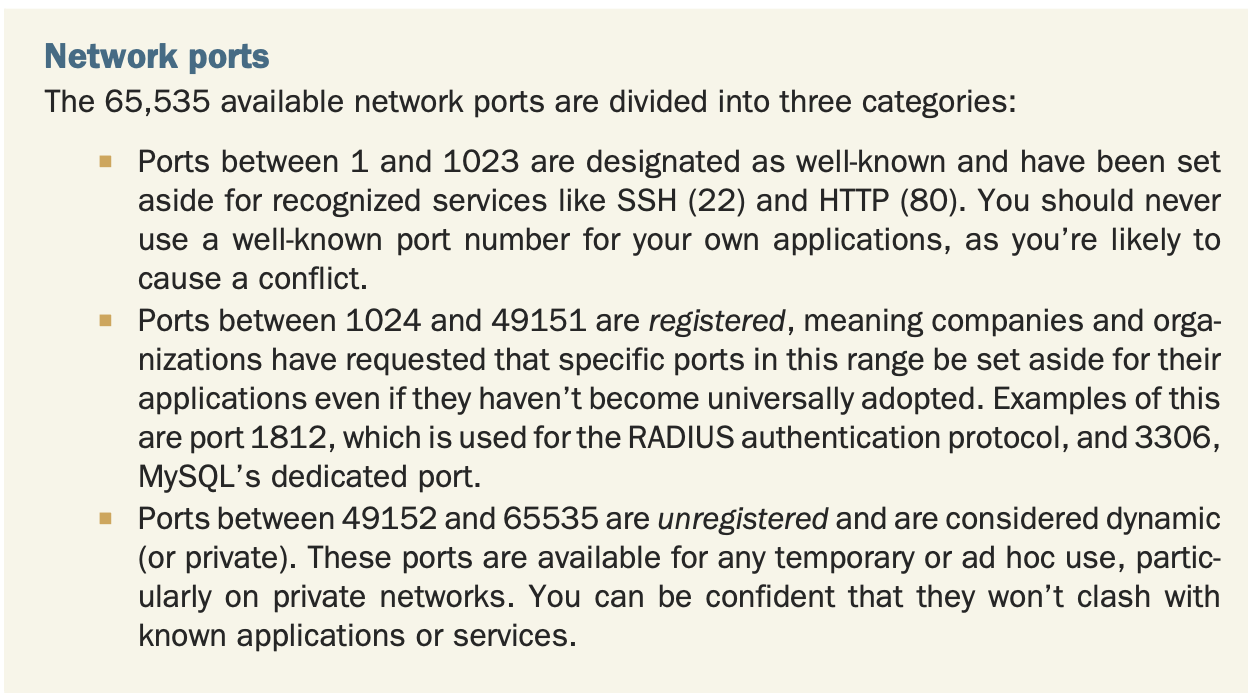 Network ports
The 65,535 available network ports are divided into three categories:
■ Ports between 1 and 1023 are designated as well-known and have been set
aside for recognized services like SSH (22) and HTTP (80). You should never
use a well-known port number for your own applications, as you’re likely to
cause a conflict.
■ Ports between 1024 and 49151 are registered, meaning companies and orga-
nizations have requested that specific ports in this range be set aside for their
applications even if they haven’t become universally adopted. Examples of this
are port 1812, which is used for the RADIUS authentication protocol, and 3306,
MySQL’s dedicated port.
■ Ports between 49152 and 65535 are unregistered and are considered dynamic
(or private). These ports are available for any temporary or ad hoc use, partic-
ularly on private networks. You can be confident that they won’t clash with
known applications or services.